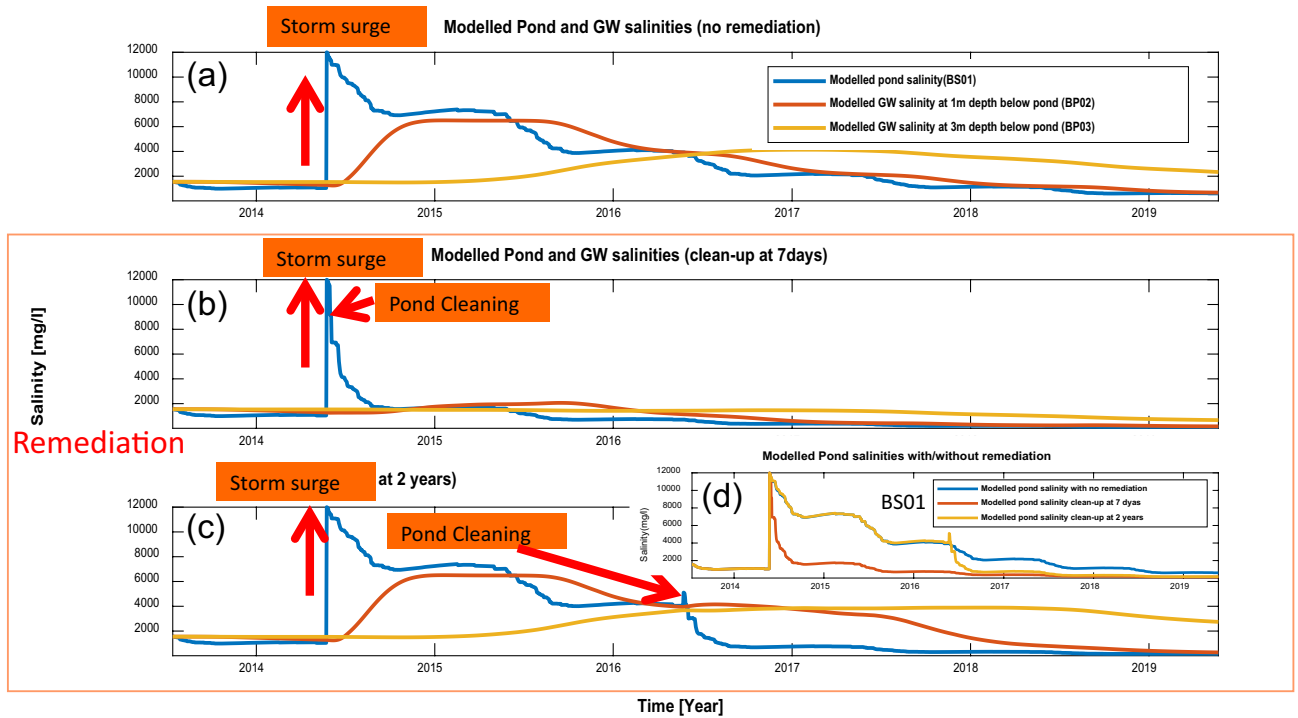 Storm surge
Modelled Pond and GW salinities (no remediation)
(a)
12000
10000
8000
6000
4000
2000
Modelled pond salinity(BS01)
Modelled GW salinity at 1m depth below pond (BP02)
Modelled GW salinity at 3m depth below pond (BP03)
2014 2015 2016 2017 2018 2019
Storm surge
Modelled Pond and GW salinities (clean-up at 7days)
(b)
Pond Cleaning
12000
10000
8000
6000
4000
2000
2014 2015 2016 2017 2018 2019
Salinity [mg/l]
Remediation
Storm surge
at 2 years)
(c)
Pond Cleaning
12000
10000
8000
6000
4000
2000
2014 2015 2016 2017 2018 2019
Modelled Pond salinities with/without remediation
(d)
BS01
Modelled pond salinity with no remediation
Modelled pond salinity clean-up at 7 dyas
Modelled pond salinity clean-up at 2 years
Salinity(mg/l)
12000
10000
8000
6000
4000
2000
2014 2015 2016 2017 2018 2019
Time [Year]